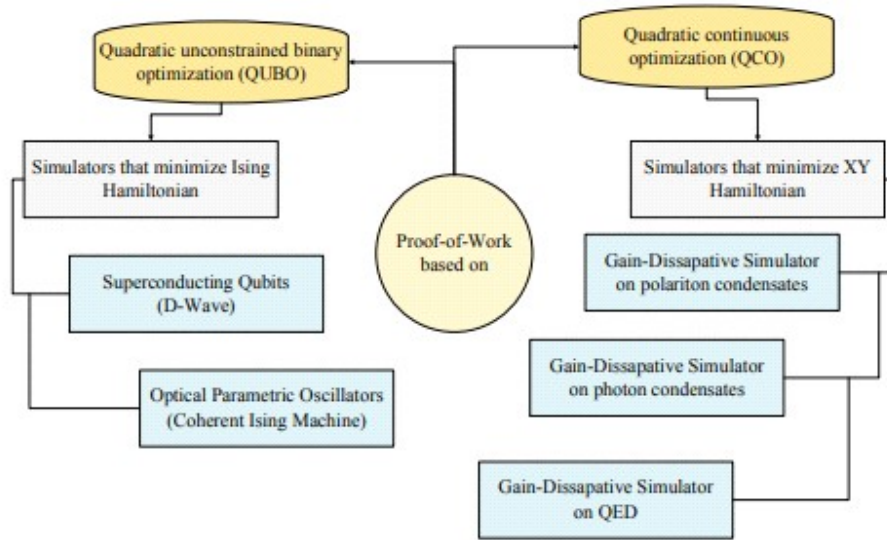 Quadratic unconstrained binary
optimization (QUBO)
Quadratic continuous
optimization (QCO)
Simulators that minimize Ising
Hamiltonian
Simulators that minimize XY
Hamiltonian
Proof-of-Work
based on
Superconducting Qubits
(D-Wave)
Gain-Dissapative Simulator
on polariton condensates
Optical Parametric Oscillators
(Coherent Ising Machine)
Gain-Dissapative Simulator
on photon condensates
Gain-Dissapative Simulator
on QED